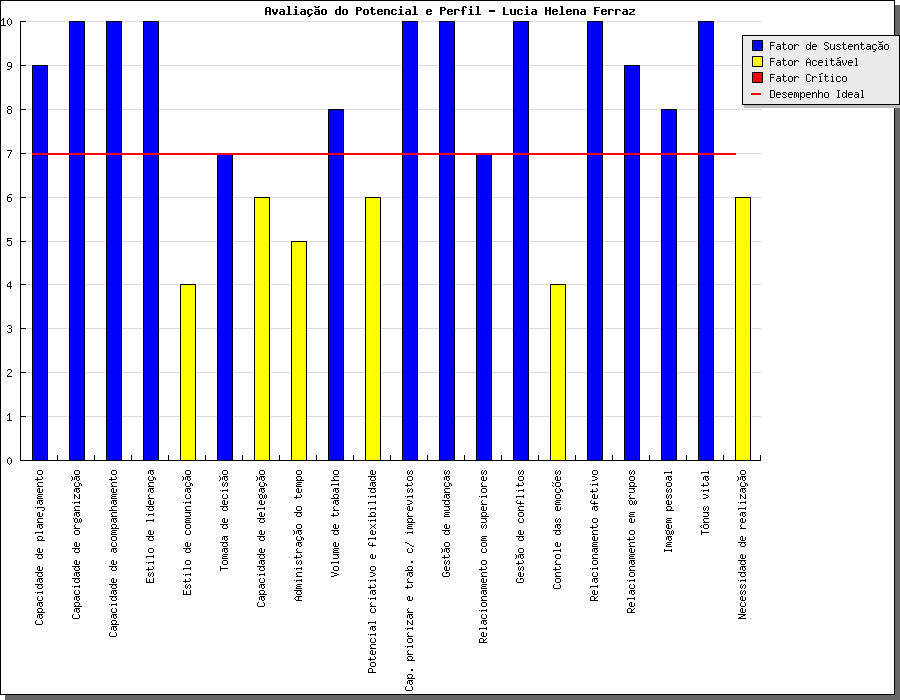 Avaliação do Potencial e Perfil - Lucia Helena Ferraz
10
9
8
7
6
5
4
3
2
1
0
Fator de Sustentação
Fator Aceitável
Fator Crítico
Desempenho Ideal
Capacidade de planejamento
Capacidade de organização
Capacidade de acompanhamento
Estilo de liderança
Estilo de comunicação
Tomada de decisão
Capacidade de delegação
Administração do tempo
Volume de trabalho
Potencial criativo e flexibilidade
Cap. priorizar e trab. c/ imprevistos
Gestão de mudanças
Relacionamento com superiores
Gestão de conflitos
Controle das emoções
Relacionamento afetivo
Relacionamento em grupos
Imagem pessoal
Tônus vital
Necessidade de realização